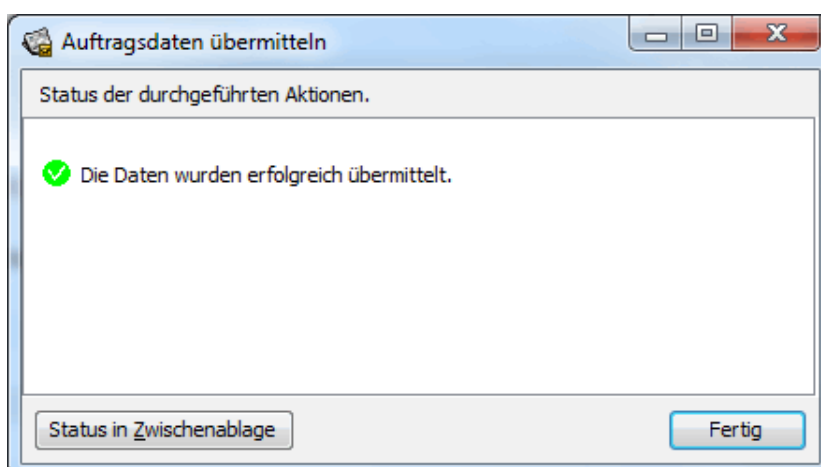 Auftragsdaten übermitteln
Status der durchgeführten Aktionen.
Die Daten wurden erfolgreich übermittelt.
Status in Zwischenablage
Fertig